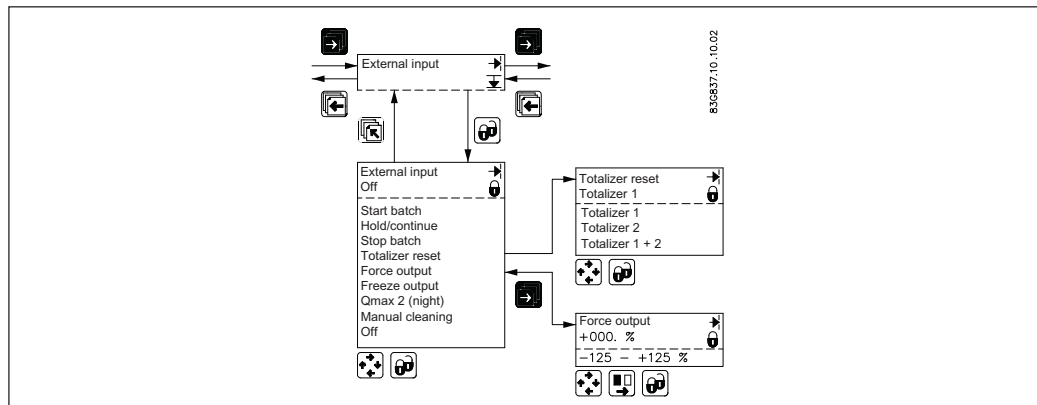 External input
83G837.10.10.02
External input
Off
Start batch
Hold/continue
Stop batch
Totalizer reset
Force output
Freeze output
Qmax 2 (night)
Manual cleaning
Off
Totalizer reset
Totalizer 1
Totalizer 1
Totalizer 2
Totalizer 1 + 2
Force output
+000. %
−125 − +125 %